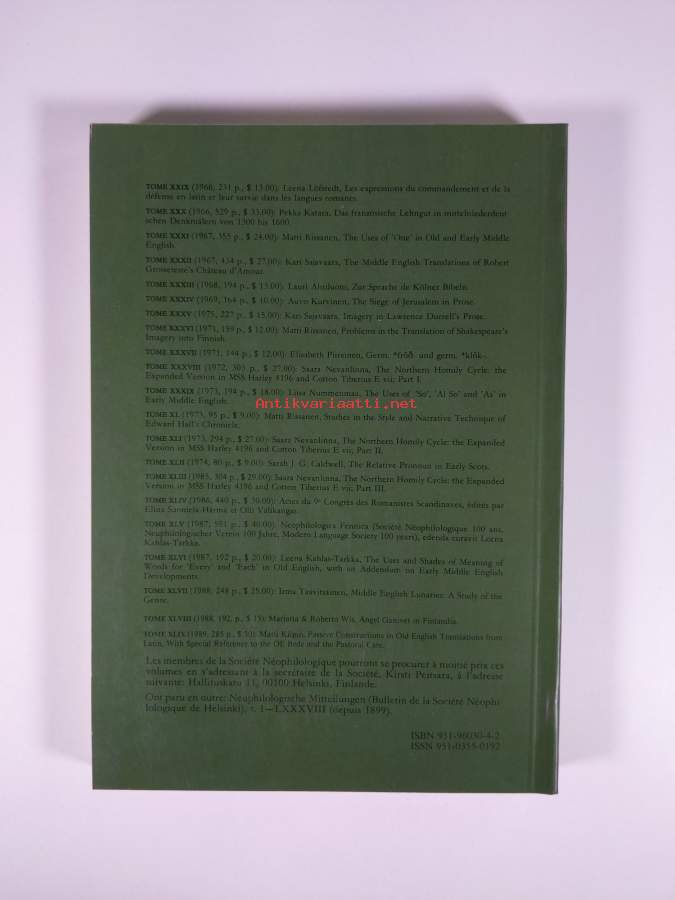 TOME XXIX (1966, 231 p., $ 13.00): Leena Löfstedt, Les expressions du commandement et de la
défense en latin et leur survie dans les langues romanes.
TOME XXX (1966, 529 p., $ 33.00): Pekka Katara, Das französische Lehngut in mittelniederdeut-
schen Denkmälern von 1300 bis 1600.
TOME XXXI (1967, 355 p., $ 24.00): Matti Rissanen, The Uses of 'One' in Old and Early Middle
English.
TOME XXXII (1967, 434 p., $ 27.00): Kari Sajavaara, The Middle English Translations of Robert
Grosseteste's Château d'Amour.
TOME XXXIII (1968, 194 p., $ 13.00): Lauri Ahtiluoto, Zur Sprache de Kölner Bibeln.
TOME XXXIV (1969, 164 p., $ 10.00): Auvo Kurvinen, The Siege of Jerusalem in Prose.
TOME XXXV (1975, 227 p., $ 15.00): Kari Sajavaara, Imagery in Lawrence Durrell's Prose.
TOME XXXVI (1971, 159 p., $ 12.00): Matti Rissanen, Problems in the Translation of Shakespeare's
Imagery into Finnish.
TOME XXXVII (1971, 144 p., $ 12.00): Elisabeth Piirainen, Germ. und germ.
TOME XXXVIII (1972, 303 p., $ 27.00): Saara Nevanlinna, The Northern Homily Cycle: the
Expanded Version in MSS Harley 4196 and Cotton Tiberius E vii; Part I.
TOME XXXIX (1973, 194 p., $ 18.00): Liisa Nummenmaa, The Uses of 'So', 'Al So' and 'As' in
Early Middle English.
Antikvariaatti.net
TOME XL (1973, 95 p., $ 9.00): Matti Rissanen, Studies in the Style and Narrative Technique of
Edward Hall's Chronicle.
TOME XLI (1973, 294 p., $ 27.00): Saara Nevanlinna, The Northern Homily Cycle: the Expanded
Version in MSS Harley 4196 and Cotton Tiberius E vii; Part II.
TOME XLII (1974, 80 p., $ 9.00): Sarah J. G. Caldwell, The Relative Pronoun in Early Scots.
TOME XLIII (1985, 304 p., $ 29.00): Saara Nevanlinna, The Northern Homily Cycle: the Expanded
Version in MSS Harley 4196 and Cotton Tiberius E vii; Part III.
TOME XLIV (1986, 440 p., $ 30.00): Actes du 9e Congrès des Romanistes Scandinaves, édités par
Elina Suomela-Härmä et Olli Välikangas.
TOME XLV (1987, 591 p., $ 40.00): Neophilologica Fennica (Société Néophilologique 100 ans,
Neuphilologischer Verein 100 Jahre, Modern Language Society 100 years), edenda curavit Leena
Kahlas-Tarkka.
TOME XLVI (1987, 192 p., $ 20.00): Leena Kahlas-Tarkka, The Uses and Shades of Meaning of
Words for 'Every' and 'Each' in Old English, with an Addendum on Early Middle English
Developments.
TOME XLVII (1988, 248 p., $ 25.00): Irma Taavitsainen, Middle English Lunaries: A Study of the
Genre.
TOME XLVIII (1988, 192, p., $ 15): Marjatta & Roberto Wis, Angel Ganivet in Finlandia.
TOME XLIX (1989, 285 p., $ 30): Matti Kilpiö, Passive Constructions in Old English Translations from
Latin, With Special Reference to the OE Bede and the Pastoral Care.
Les membres de la Société Néophilologique pourront se procurer à moitié prix ces
volumes en s'adressant à la secrétaire de la Société, Kirsti Peitsara, à l'adresse
suivante: Hallituskatu 11, 00100 Helsinki, Finlande.
Ont paru en outre: Neuphilologische Mitteilungen (Bulletin de la Société Néophi-
lologique de Helsinki), t. I—LXXXVIII (depuis 1899).
ISBN 951-96030-4-2
ISSN 951-0355-0192